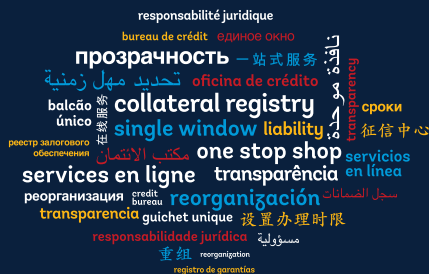 responsabilité juridique
bureau de crédit единое окно
прозрачность 一站式服务
نافذة موحدة
تحديد مهل زمنية oficina de crédito
transparency
balcão único
在线服务
collateral registry
сроки
single window liability
征信中心
реестр залогового обеспечения
مكتب الائتمان
one stop shop
servicios en línea
services en ligne transparência
реорганизация credit bureau reorganización
سجل الضمانات
transparencia guichet unique 设置办理时限
responsabilidade jurídica مسؤولية
重组 reorganization
registro de garantías